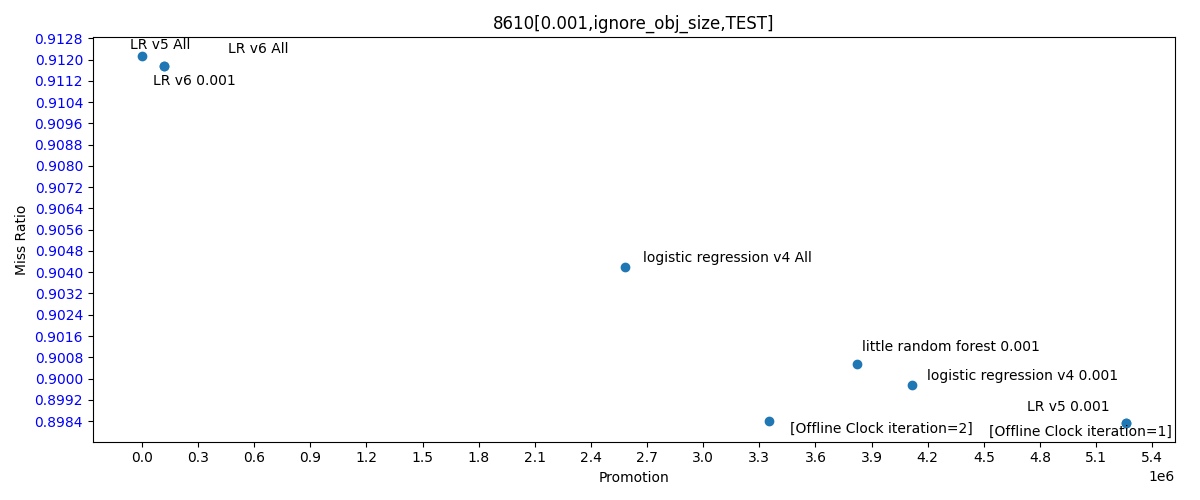 8610[0.001,ignore_obj_size,TEST]
Miss Ratio
0.9128
0.9120
0.9112
0.9104
0.9096
0.9088
0.9080
0.9072
0.9064
0.9056
0.9048
0.9040
0.9032
0.9024
0.9016
0.9008
0.9000
0.8992
0.8984
LR v5 All
LR v6 All
LR v6 0.001
logistic regression v4 All
little random forest 0.001
logistic regression v4 0.001
LR v5 0.001
[Offline Clock iteration=2]
[Offline Clock iteration=1]
0.0 0.3 0.6 0.9 1.2 1.5 1.8 2.1 2.4 2.7 3.0 3.3 3.6 3.9 4.2 4.5 4.8 5.1 5.4
1e6
Promotion